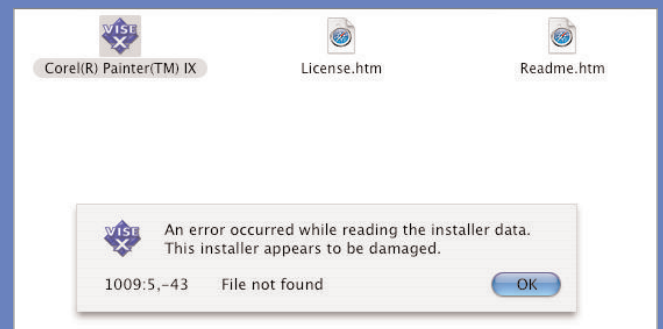 VISE
X
Corel(R) Painter(TM) IX
License.htm
Readme.htm
VISE
X
An error occurred while reading the installer data.
This installer appears to be damaged.
1009:5,-43 File not found
OK